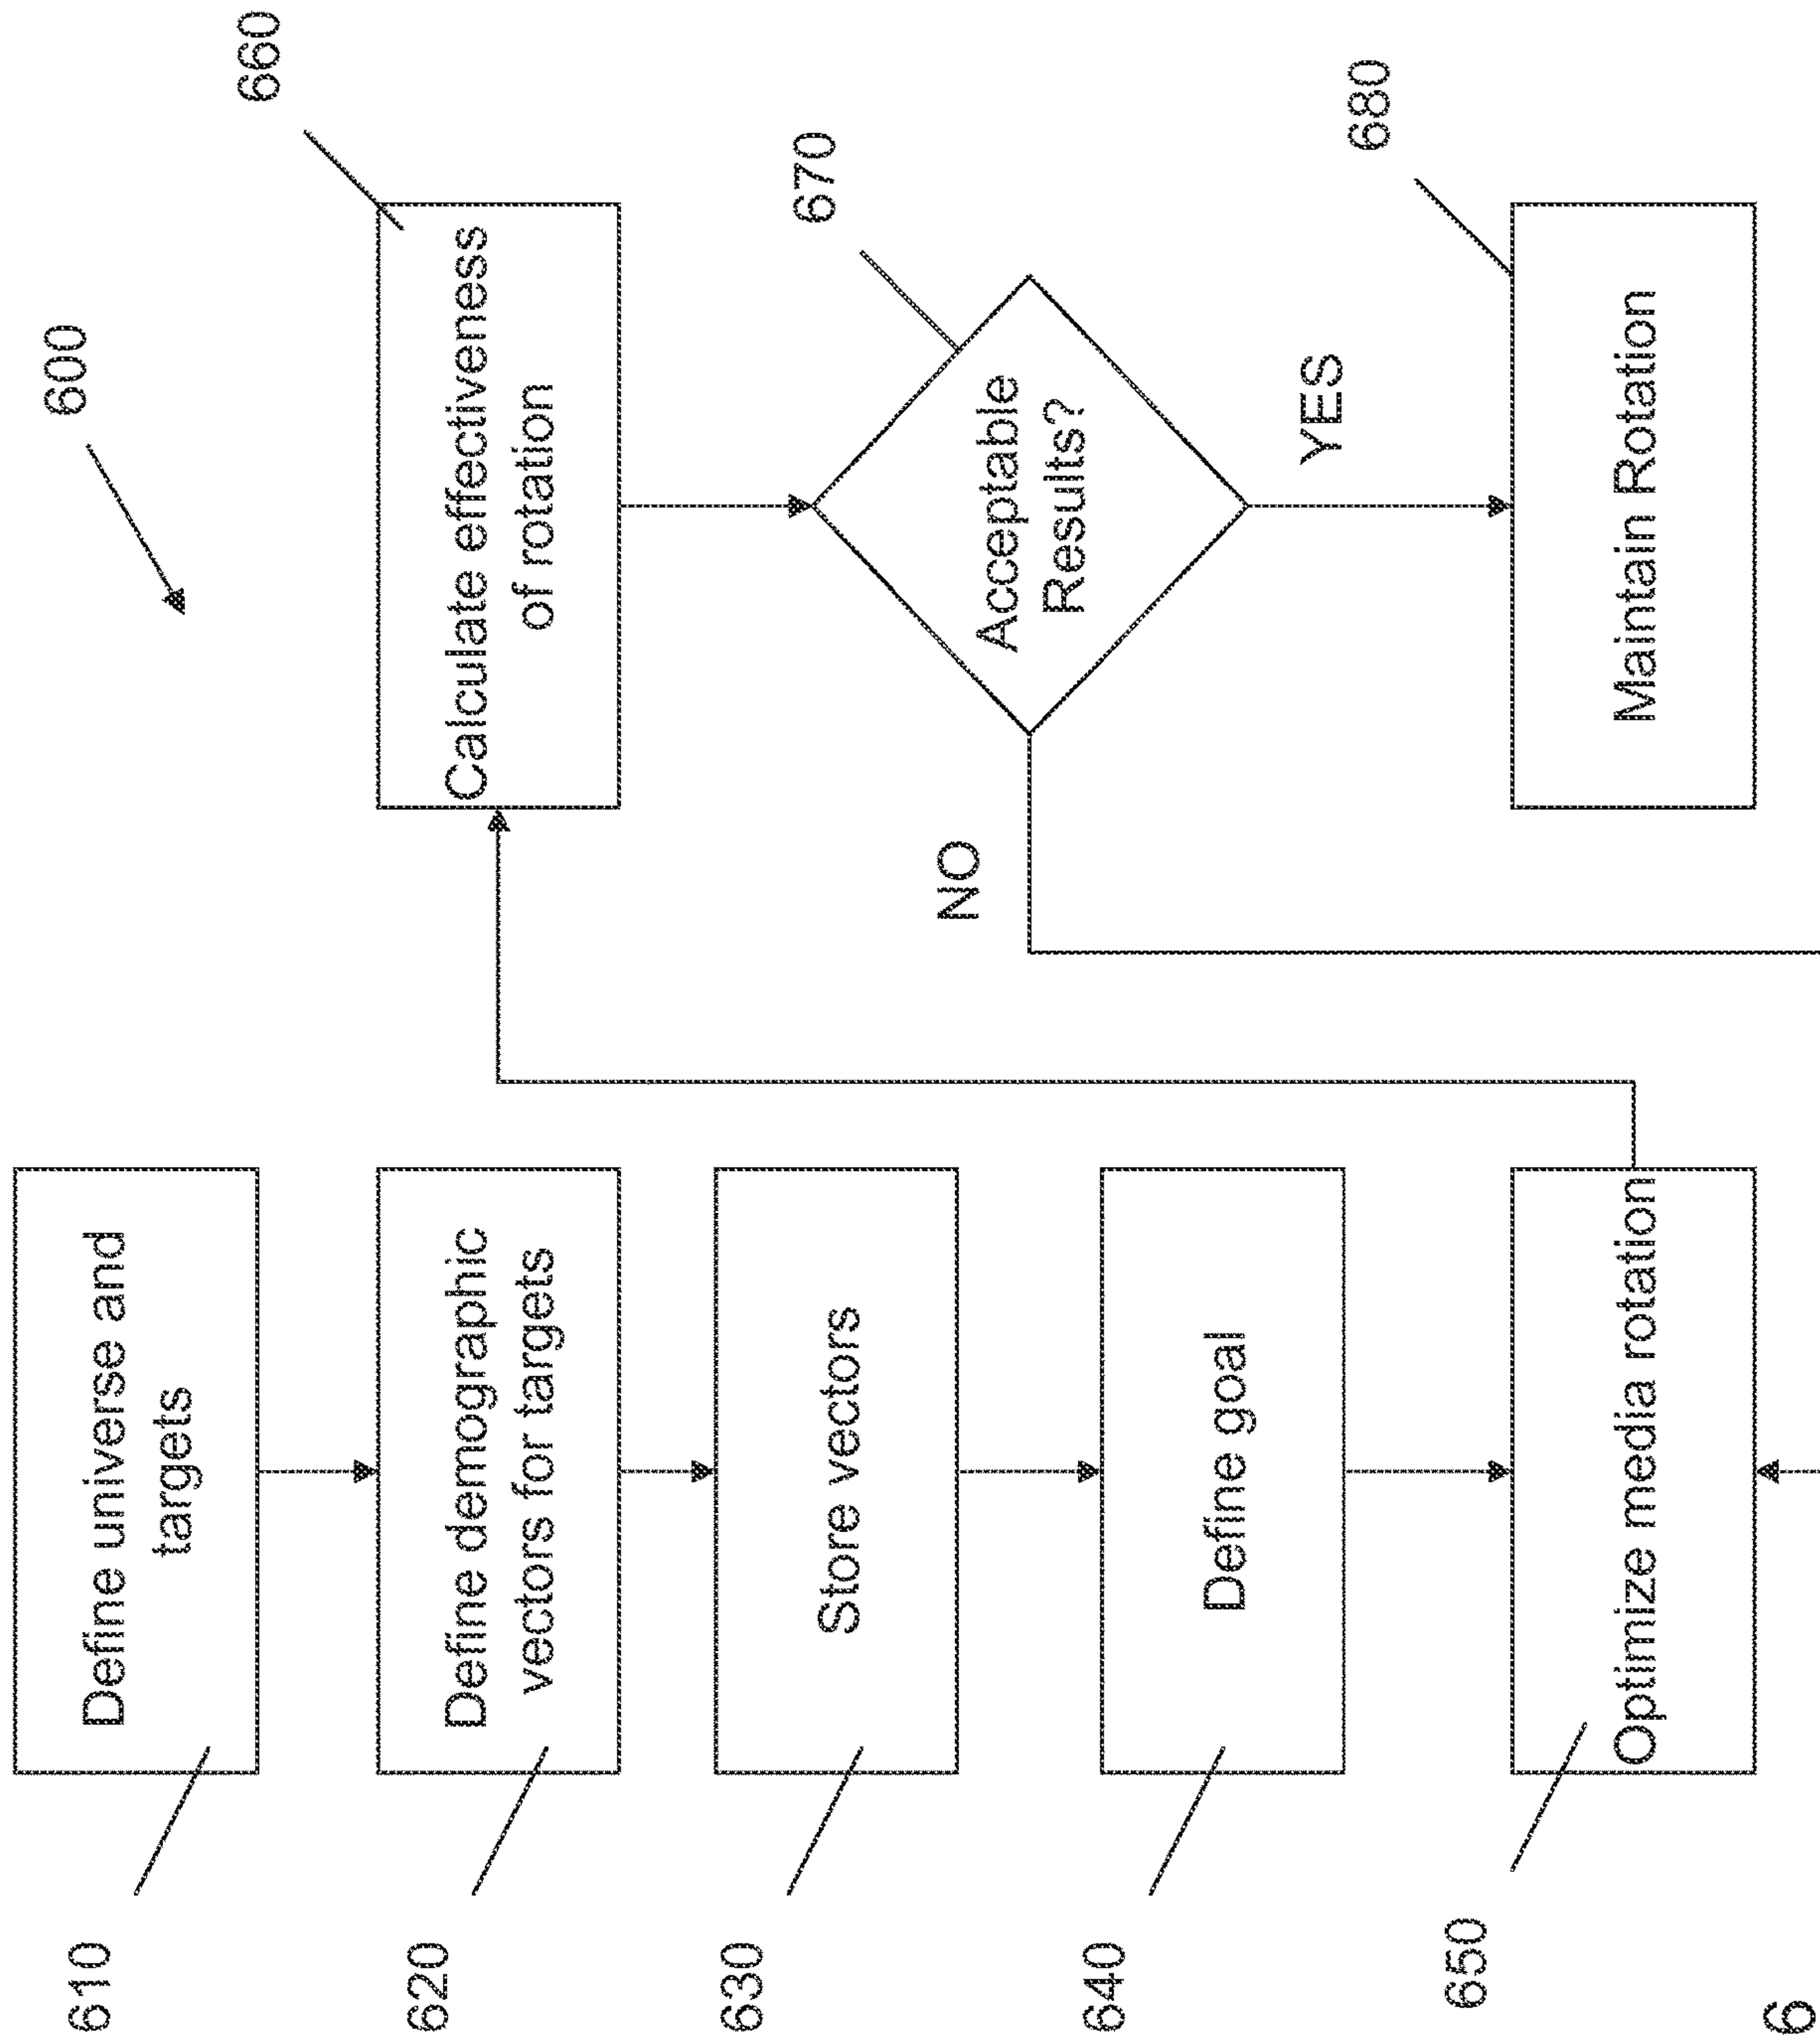 600
610
Define universe and
targets
620
Define demographic
vectors for targets
630
Store vectors
640
Define goal
650
Optimize media rotation
660
Calculate effectiveness
of rotation
670
Acceptable
Results?
NO
YES
680
Maintain Rotation
6